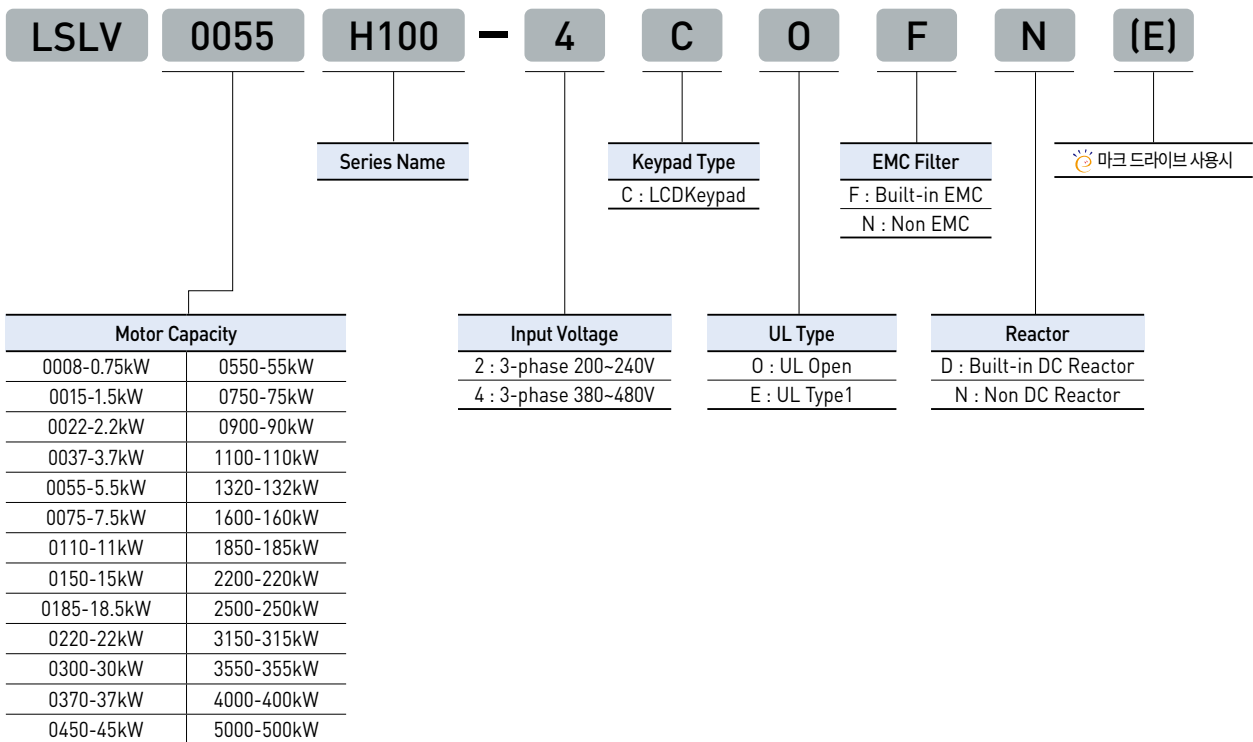 LSLV 0055 H100 - 4 C O F N (E)
Series Name
Keypad Type
C : LCDKeypad
EMC Filter
F : Built-in EMC
N : Non EMC
마크 드라이브 사용시
Motor Capacity
0008-0.75kW 0550-55kW
0015-1.5kW 0750-75kW
0022-2.2kW 0900-90kW
0037-3.7kW 1100-110kW
0055-5.5kW 1320-132kW
0075-7.5kW 1600-160kW
0110-11kW 1850-185kW
0150-15kW 2200-220kW
0185-18.5kW 2500-250kW
0220-22kW 3150-315kW
0300-30kW 3550-355kW
0370-37kW 4000-400kW
0450-45kW 5000-500kW
Input Voltage
2 : 3-phase 200~240V
4 : 3-phase 380~480V
UL Type
O : UL Open
E : UL Type1
Reactor
D : Built-in DC Reactor
N : Non DC Reactor